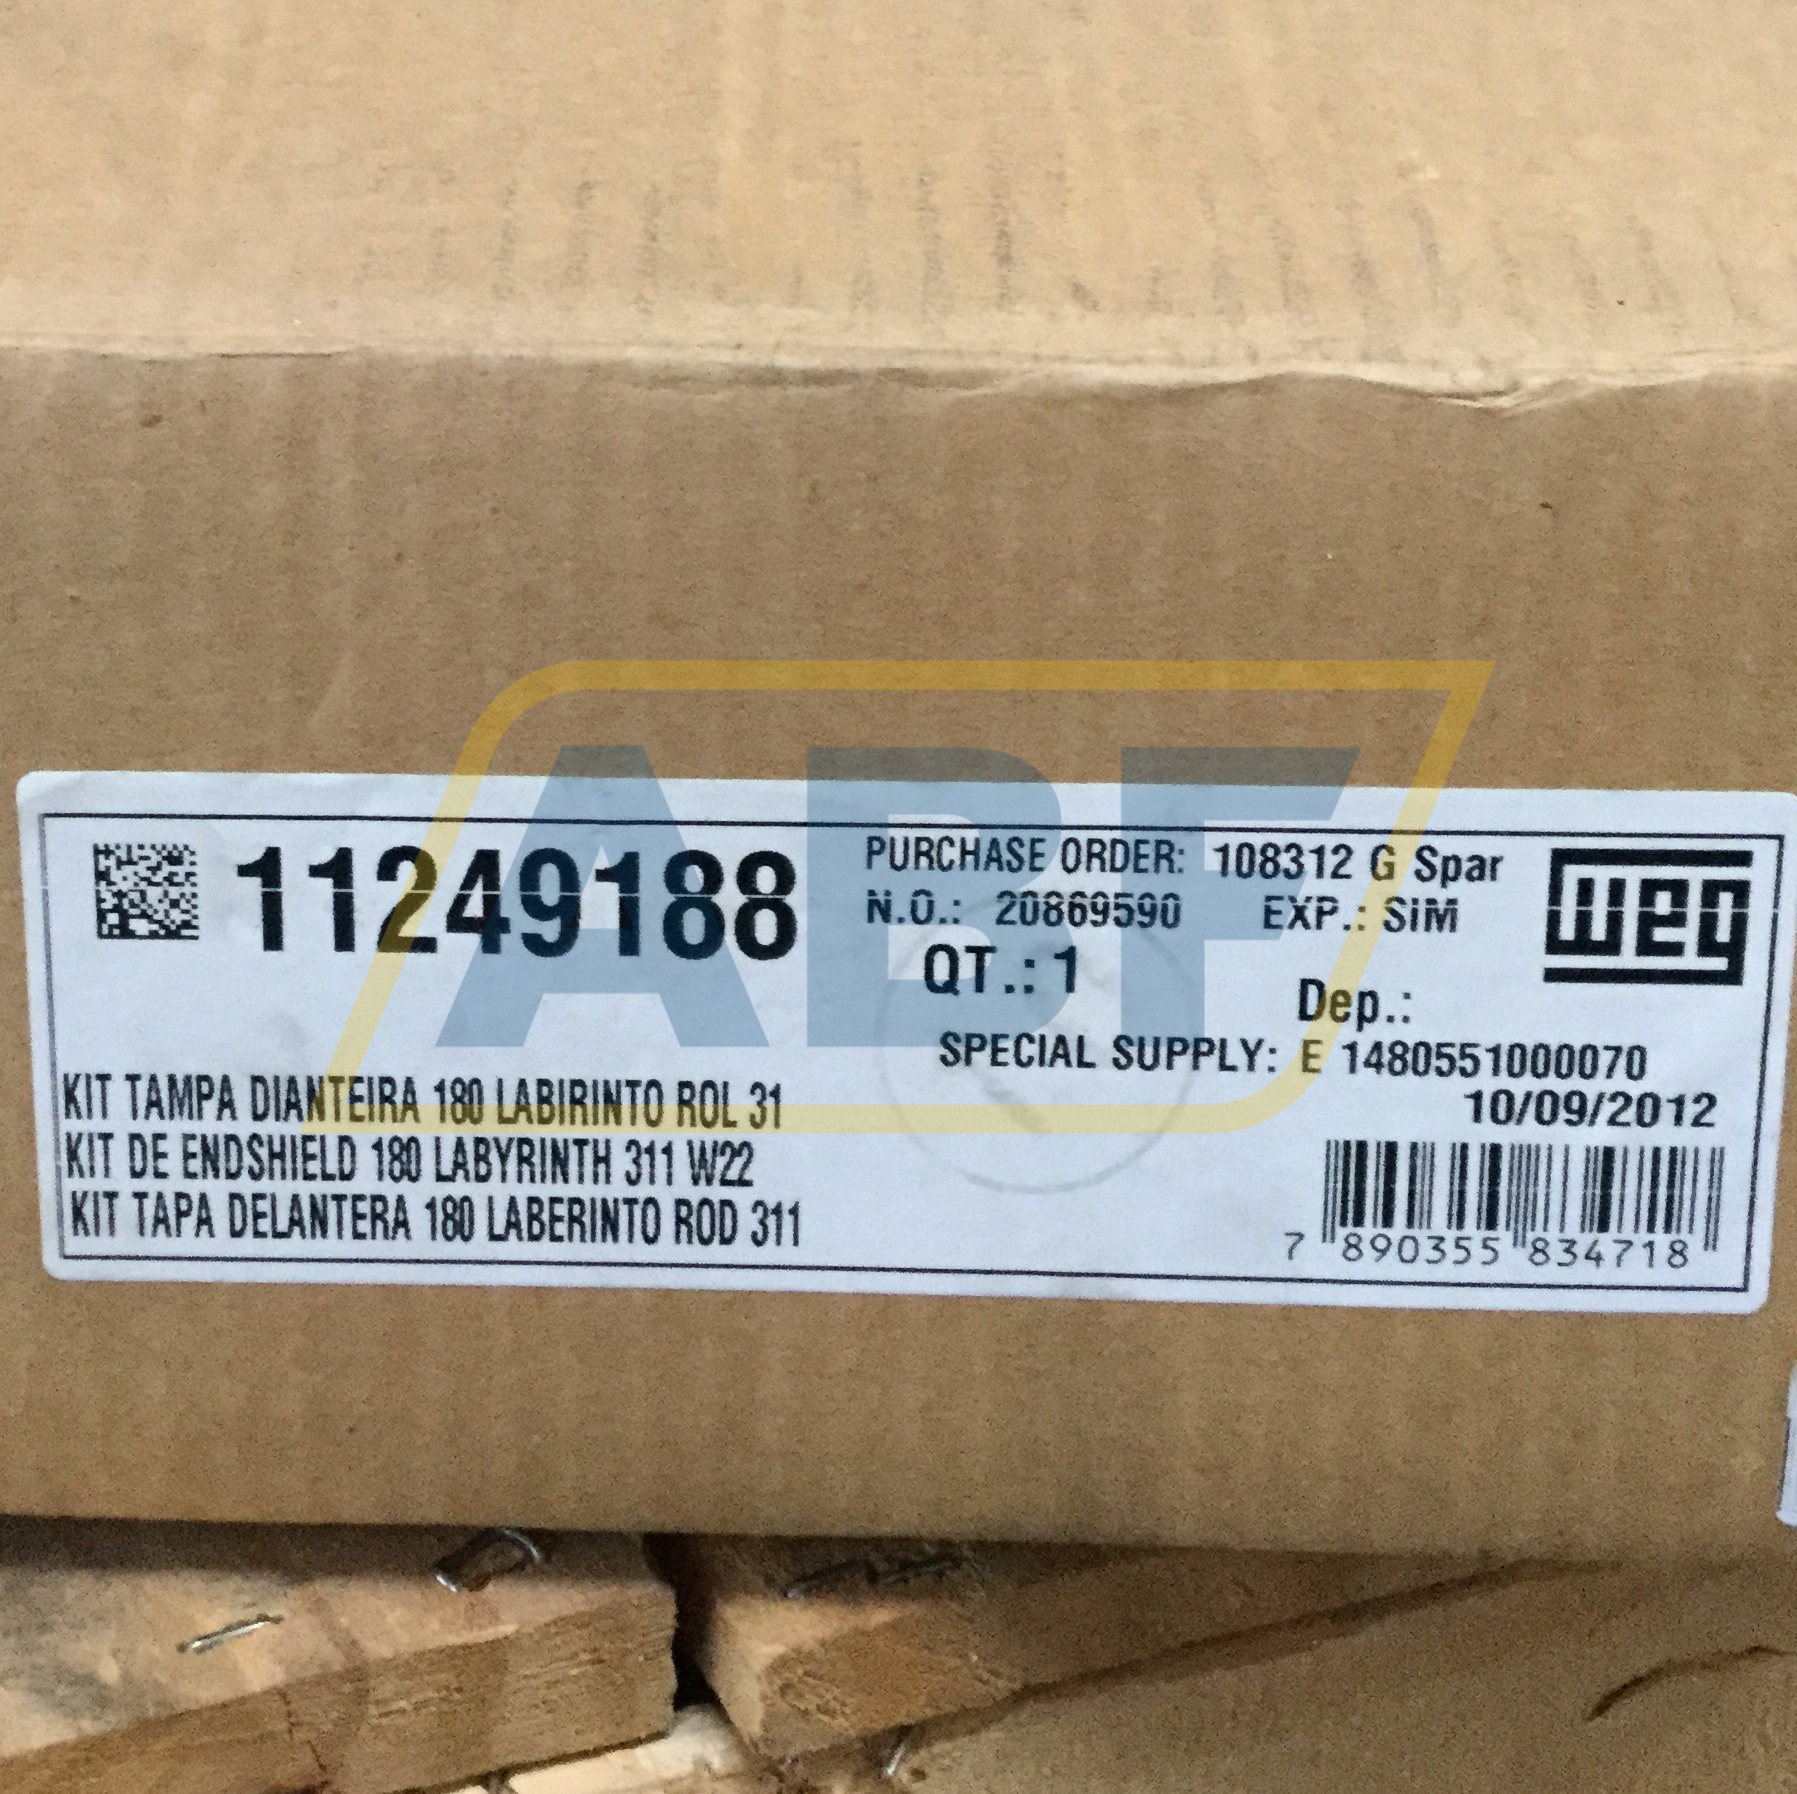 11249188
PURCHASE ORDER: 108312 G Spar
N.O.: 20869590 EXP.: SIM
weg
QT.: 1
Dep.:
SPECIAL SUPPLY: E 1480551000070
10/09/2012
KIT TAMPA DIANTEIRA 180 LABIRINTO ROL 31
KIT DE ENDSHIELD 180 LABYRINTH 311 W22
KIT TAPA DELANTERA 180 LABERINTO ROD 311
7 890355 834718
ABF